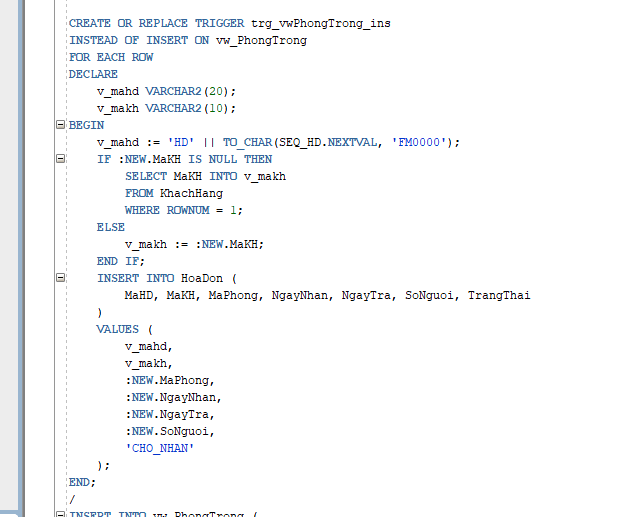 CREATE OR REPLACE TRIGGER trg_vwPhongTrong_ins
INSTEAD OF INSERT ON vw_PhongTrong
FOR EACH ROW
DECLARE
    v_mahd VARCHAR2(20);
    v_makh VARCHAR2(10);
BEGIN
    v_mahd := 'HD' || TO_CHAR(SEQ_HD.NEXTVAL, 'FM0000');
    IF :NEW.MaKH IS NULL THEN
        SELECT MaKH INTO v_makh
        FROM KhachHang
        WHERE ROWNUM = 1;
    ELSE
        v_makh := :NEW.MaKH;
    END IF;
    INSERT INTO HoaDon (
        MaHD, MaKH, MaPhong, NgayNhan, NgayTra, SoNguoi, TrangThai
    )
    VALUES (
        v_mahd,
        v_makh,
        :NEW.MaPhong,
        :NEW.NgayNhan,
        :NEW.NgayTra,
        :NEW.SoNguoi,
        'CHO_NHAN'
    );
END;
/
INSERT INTO vw_PhongTrong (